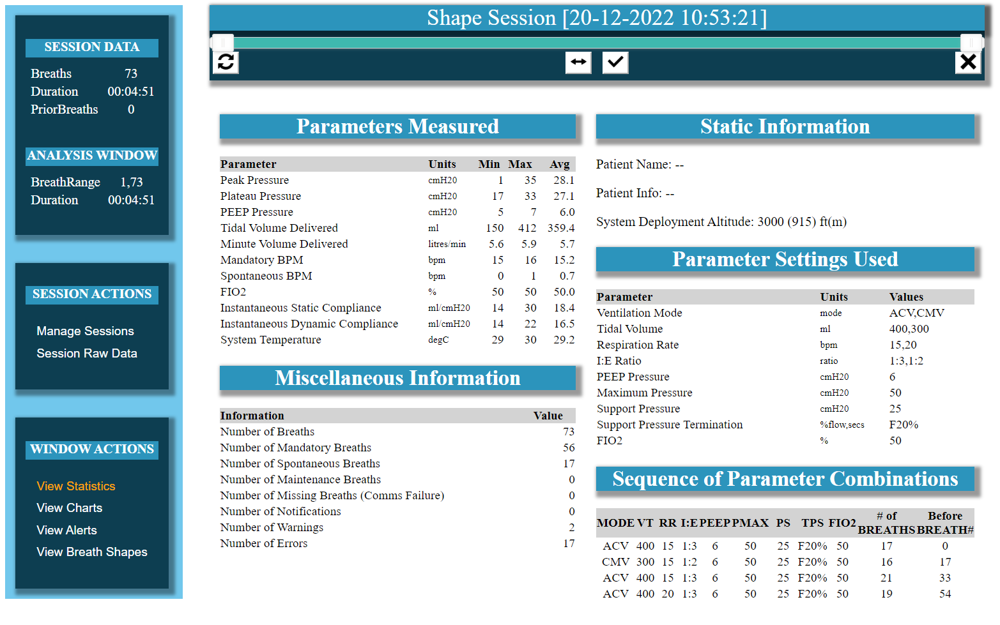 SESSION DATA
Breaths 73
Duration 00:04:51
PriorBreaths 0
ANALYSIS WINDOW
BreathRange 1,73
Duration 00:04:51
SESSION ACTIONS
Manage Sessions
Session Raw Data
WINDOW ACTIONS
View Statistics
View Charts
View Alerts
View Breath Shapes
Shape Session [20-12-2022 10:53:21]
Parameters Measured
Parameter Units Min Max Avg
Peak Pressure cmH20 1 35 28.1
Plateau Pressure cmH20 17 33 27.1
PEEP Pressure cmH20 5 7 6.0
Tidal Volume Delivered ml 150 412 359.4
Minute Volume Delivered litres/min 5.6 5.9 5.7
Mandatory BPM bpm 15 16 15.2
Spontaneous BPM bpm 0 1 0.7
FIO2 % 50 50 50.0
Instantaneous Static Compliance ml/cmH20 14 30 18.4
Instantaneous Dynamic Compliance ml/cmH20 14 22 16.5
System Temperature degC 29 30 29.2
Miscellaneous Information
Information Value
Number of Breaths 73
Number of Mandatory Breaths 56
Number of Spontaneous Breaths 17
Number of Maintenance Breaths 0
Number of Missing Breaths (Comms Failure) 0
Number of Notifications 0
Number of Warnings 2
Number of Errors 17
Static Information
Patient Name: --
Patient Info: --
System Deployment Altitude: 3000 (915) ft(m)
Parameter Settings Used
Parameter Units Values
Ventilation Mode mode ACV,CMV
Tidal Volume ml 400,300
Respiration Rate bpm 15,20
I:E Ratio ratio 1:3,1:2
PEEP Pressure cmH20 6
Maximum Pressure cmH20 50
Support Pressure cmH20 25
Support Pressure Termination %flow,secs F20%
FIO2 % 50
Sequence of Parameter Combinations
MODE VT RR I:E PEEP PMAX PS TPS FIO2 # of BREATHS Before BREATH#
ACV 400 15 1:3 6 50 25 F20% 50 17 0
CMV 300 15 1:2 6 50 25 F20% 50 16 17
ACV 400 15 1:3 6 50 25 F20% 50 21 33
ACV 400 20 1:3 6 50 25 F20% 50 19 54